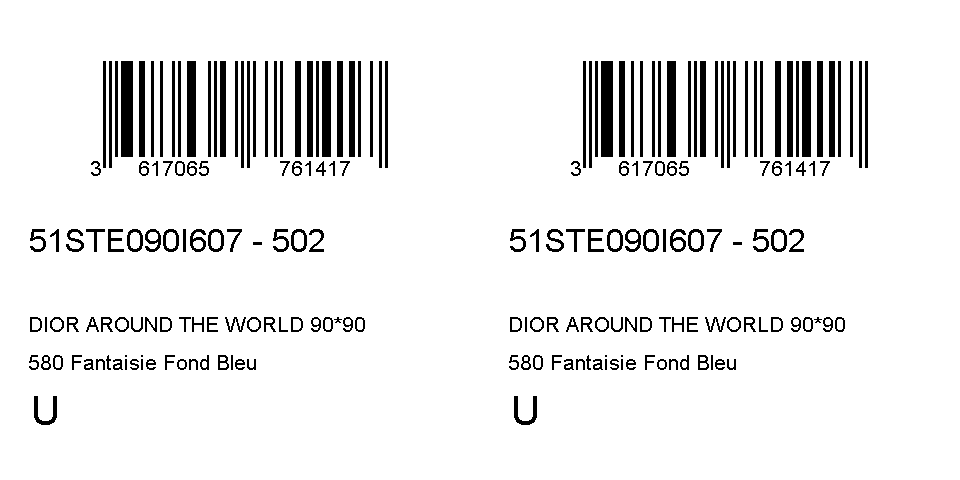 3 617065 761417
51STE090I607 - 502
DIOR AROUND THE WORLD 90*90
580 Fantaisie Fond Bleu
U
3 617065 761417
51STE090I607 - 502
DIOR AROUND THE WORLD 90*90
580 Fantaisie Fond Bleu
U